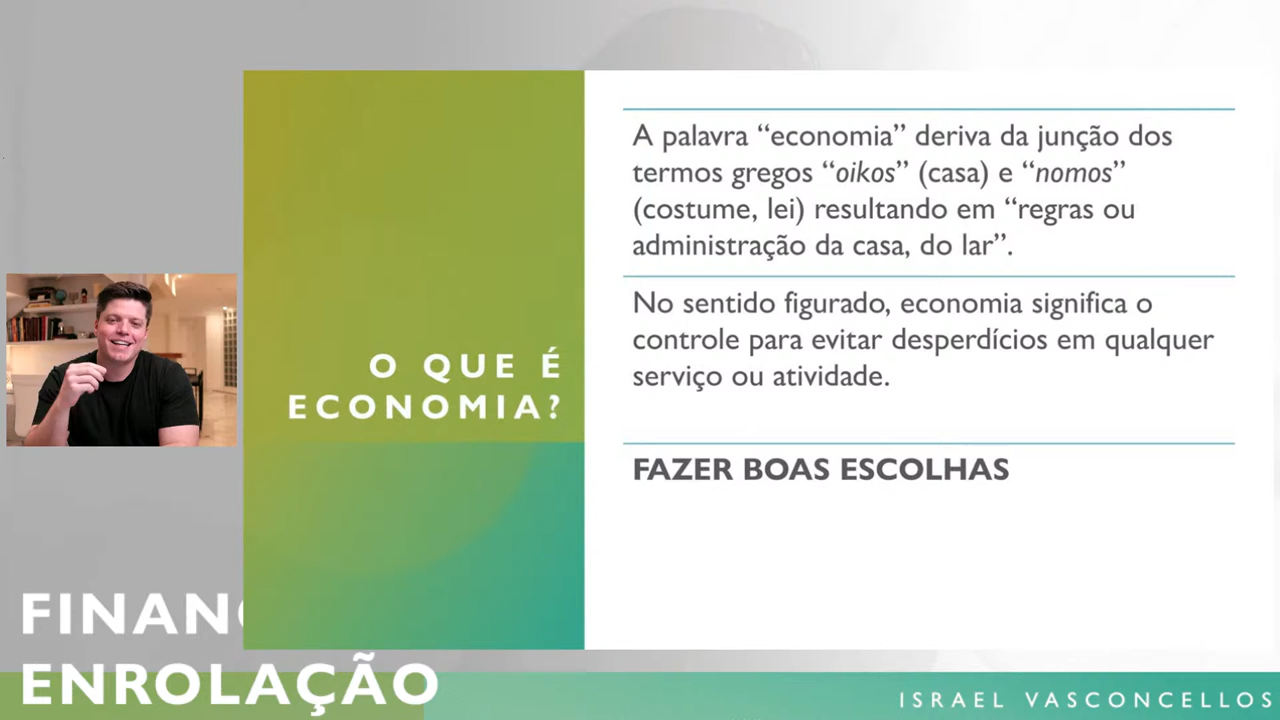 O QUE É
ECONOMIA?
A palavra “economia” deriva da junção dos
termos gregos “oikos” (casa) e “nomos”
(costume, lei) resultando em “regras ou
administração da casa, do lar”.
No sentido figurado, economia significa o
controle para evitar desperdícios em qualquer
serviço ou atividade.
FAZER BOAS ESCOLHAS
ENROLAÇÃO
ISRAEL VASCONCELLOS